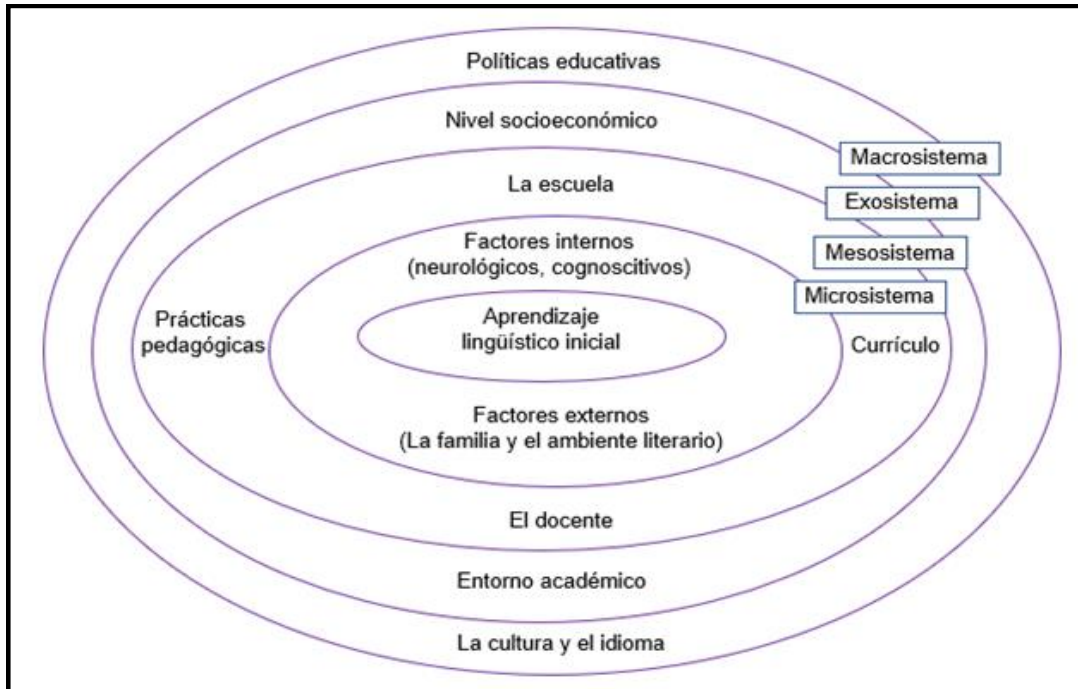 Políticas educativas
Nivel socioeconómico
Macrosistema
La escuela
Exosistema
Factores internos
(neurológicos, cognoscitivos)
Mesosistema
Microsistema
Prácticas
pedagógicas
Aprendizaje
lingüístico inicial
Currículo
Factores externos
(La familia y el ambiente literario)
El docente
Entorno académico
La cultura y el idioma